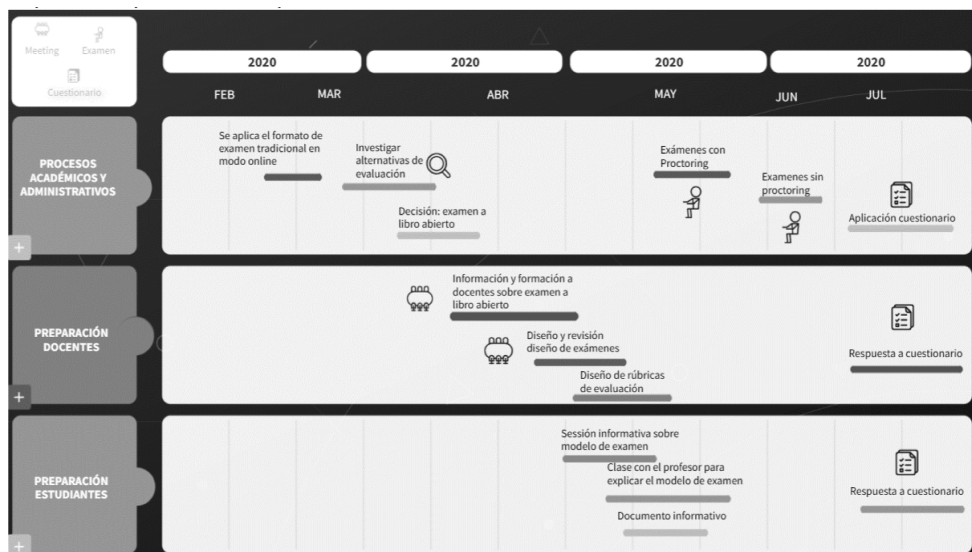 Meeting
Examen
Cuestionario
2020
2020
2020
2020
FEB
MAR
ABR
MAY
JUN
JUL
PROCESOS
ACADÉMICOS Y
ADMINISTRATIVOS
+
Se aplica el formato de
examen tradicional en
modo online
Investigar
alternativas de
evaluación
Decisión: examen a
libro abierto
Exámenes con
Proctoring
Examenes sin
proctoring
Aplicación cuestionario
PREPARACIÓN
DOCENTES
+
Información y formación a
docentes sobre examen a
libro abierto
Diseño y revisión
diseño de exámenes
Diseño de rúbricas
de evaluación
Respuesta a cuestionario
PREPARACIÓN
ESTUDIANTES
+
Sessión informativa sobre
modelo de examen
Clase con el profesor para
explicar el modelo de examen
Documento informativo
Respuesta a cuestionario